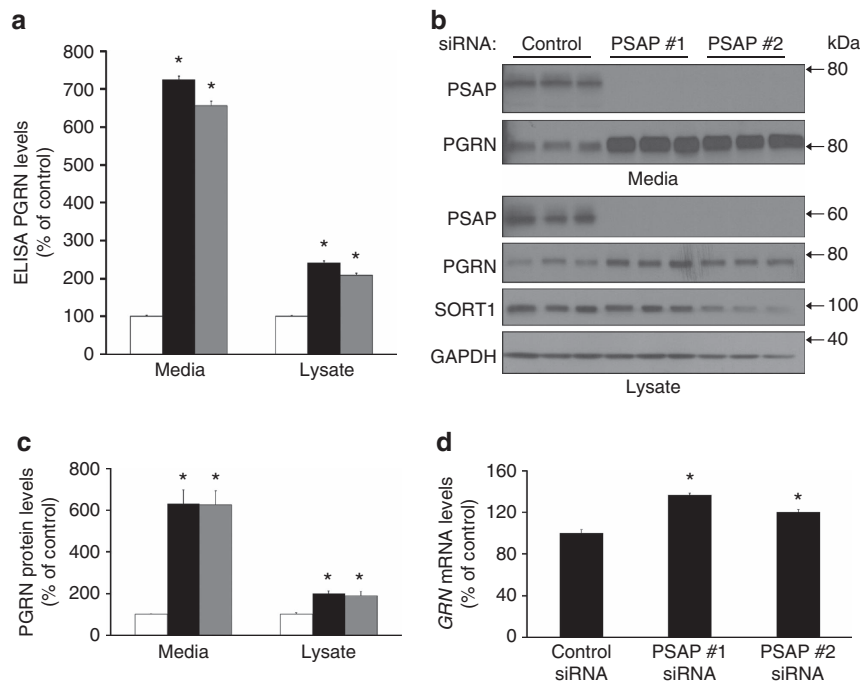 a
ELISA PGRN levels
(% of control)
800
700
600
500
400
300
200
100
0
*
*
*
*
Media
Lysate
b
siRNA: Control PSAP #1 PSAP #2 kDa
PSAP ←80
PGRN ←80
Media
PSAP ←60
PGRN ←80
SORT1 ←100
GAPDH ←40
Lysate
c
PGRN protein levels
(% of control)
800
600
400
200
0
*
*
*
*
Media
Lysate
d
GRN mRNA levels
(% of control)
160
120
80
40
0
*
*
Control
siRNA
PSAP #1
siRNA
PSAP #2
siRNA